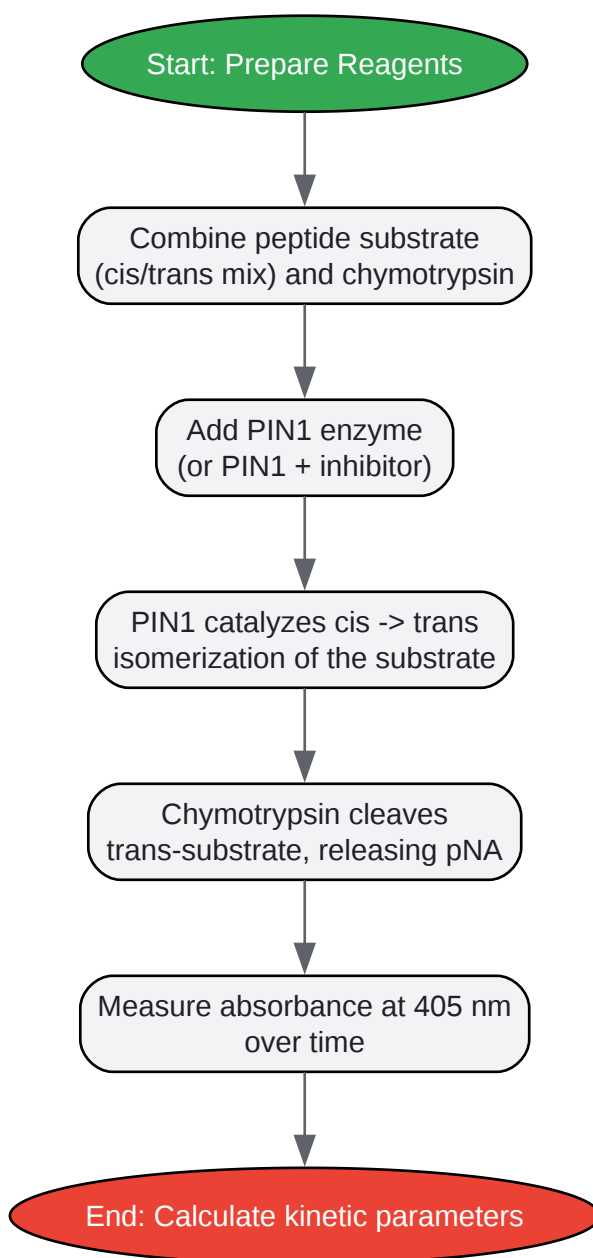 Start: Prepare Reagents
Combine peptide substrate
(cis/trans mix) and chymotrypsin
Add PIN1 enzyme
(or PIN1 + inhibitor)
PIN1 catalyzes cis -> trans
isomerization of the substrate
Chymotrypsin cleaves
trans-substrate, releasing pNA
Measure absorbance at 405 nm
over time
End: Calculate kinetic parameters